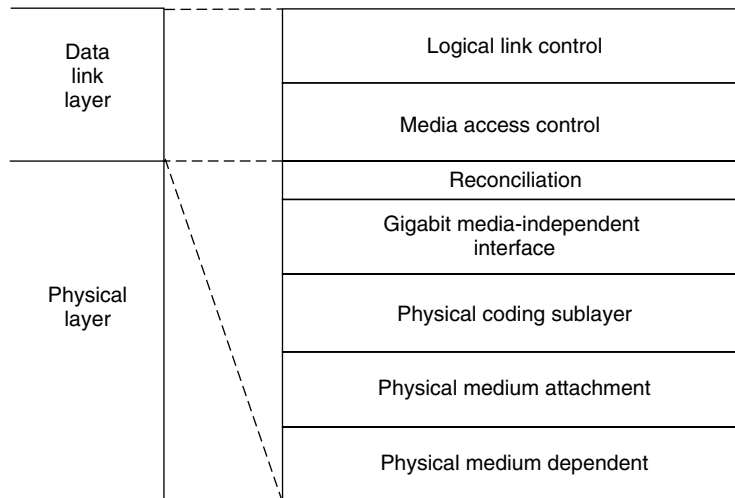 Data
link
layer
Logical link control
Media access control
Physical
layer
Reconciliation
Gigabit media-independent
interface
Physical coding sublayer
Physical medium attachment
Physical medium dependent